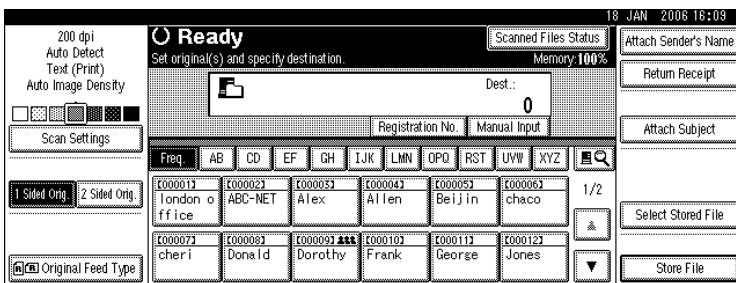 18 JAN 2006 16:09
200 dpi
Auto Detect
Text (Print)
Auto Image Density
Scan Settings
1 Sided Orig. 2 Sided Orig.
Original Feed Type
Ready
Scanned Files Status
Set original(s) and specify destination.
Memory:100%
Dest.:
0
Registration No. Manual Input
Freq. AB CD EF GH IJK LMN OPQ RST UVW XYZ
[00001] [00002] [00003] [00004] [00005] [00006]
london o ABC-NET Alex Allen Beijin chaco
ffice
1/2
[00007] [00008] [00009] [00010] [00011] [00012]
cheri Donald Dorothy Frank George Jones
▲
▼
Attach Sender's Name
Return Receipt
Attach Subject
Select Stored File
Store File